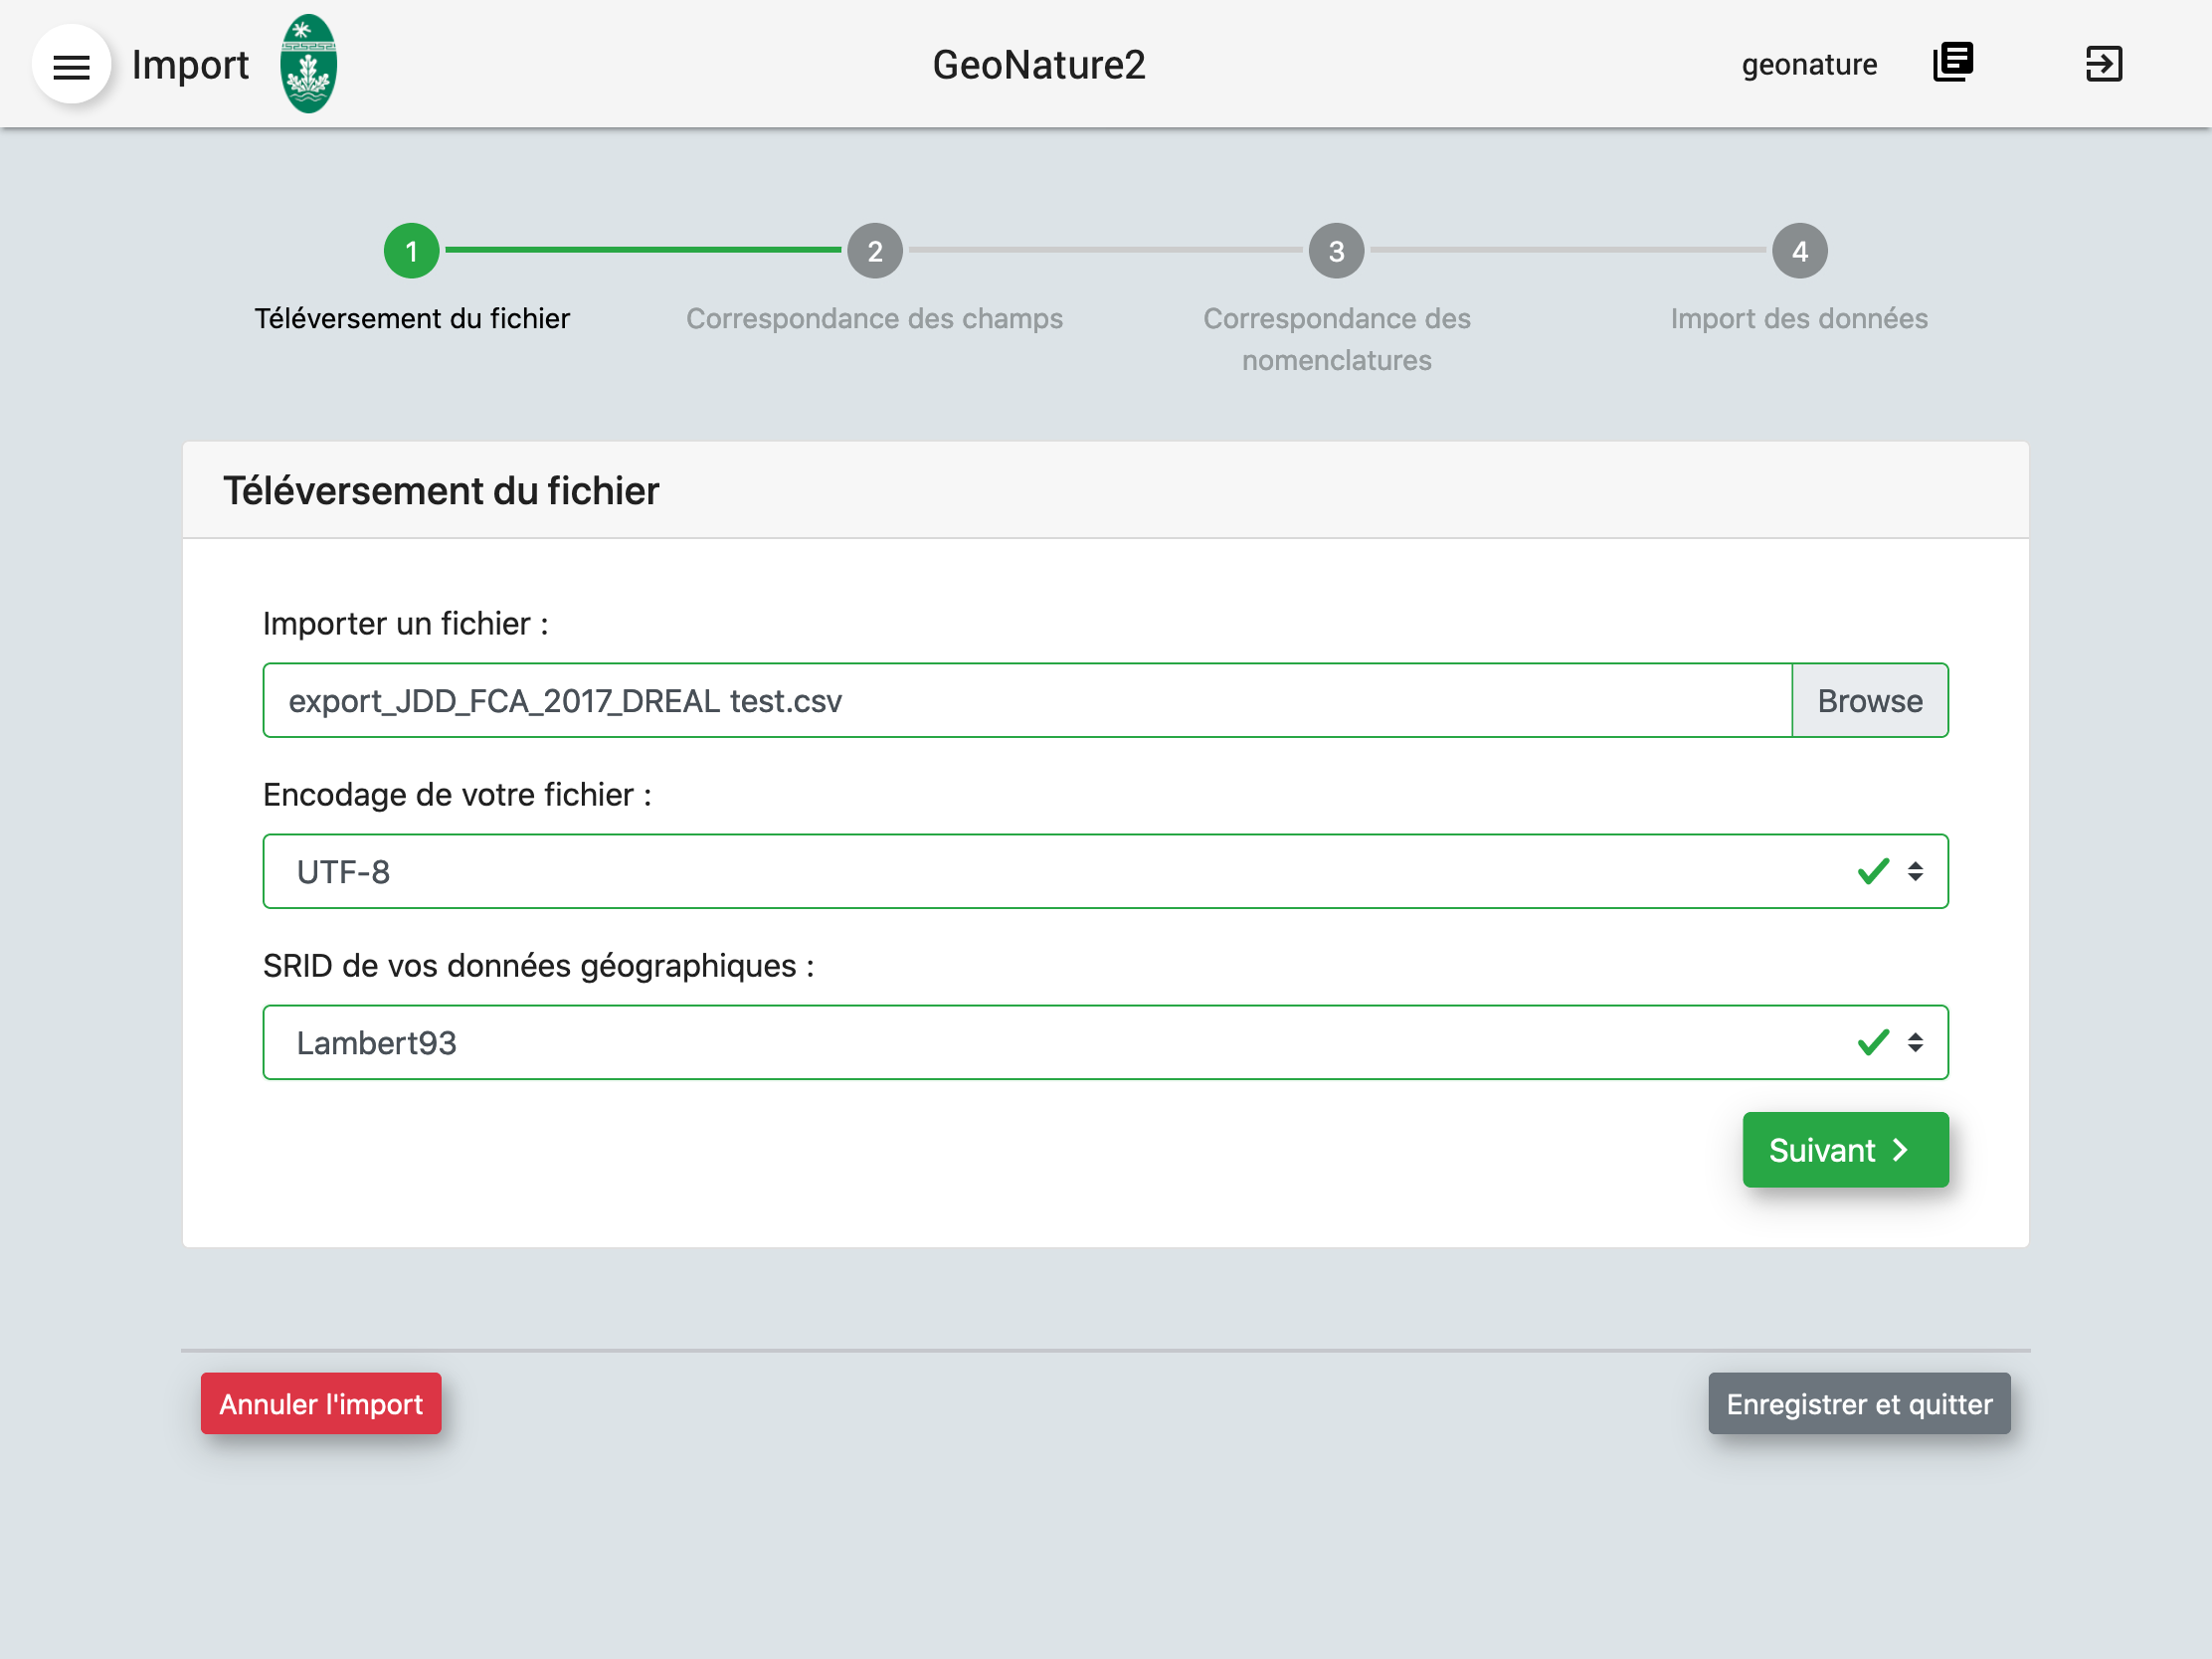 Import
GeoNature2
geonature
1
2
3
4
Téléversement du fichier
Correspondance des champs
Correspondance des
nomenclatures
Import des données
Téléversement du fichier
Importer un fichier :
export_JDD_FCA_2017_DREAL test.csv
Browse
Encodage de votre fichier :
UTF-8
SRID de vos données géographiques :
Lambert93
Suivant
Annuler l'import
Enregistrer et quitter